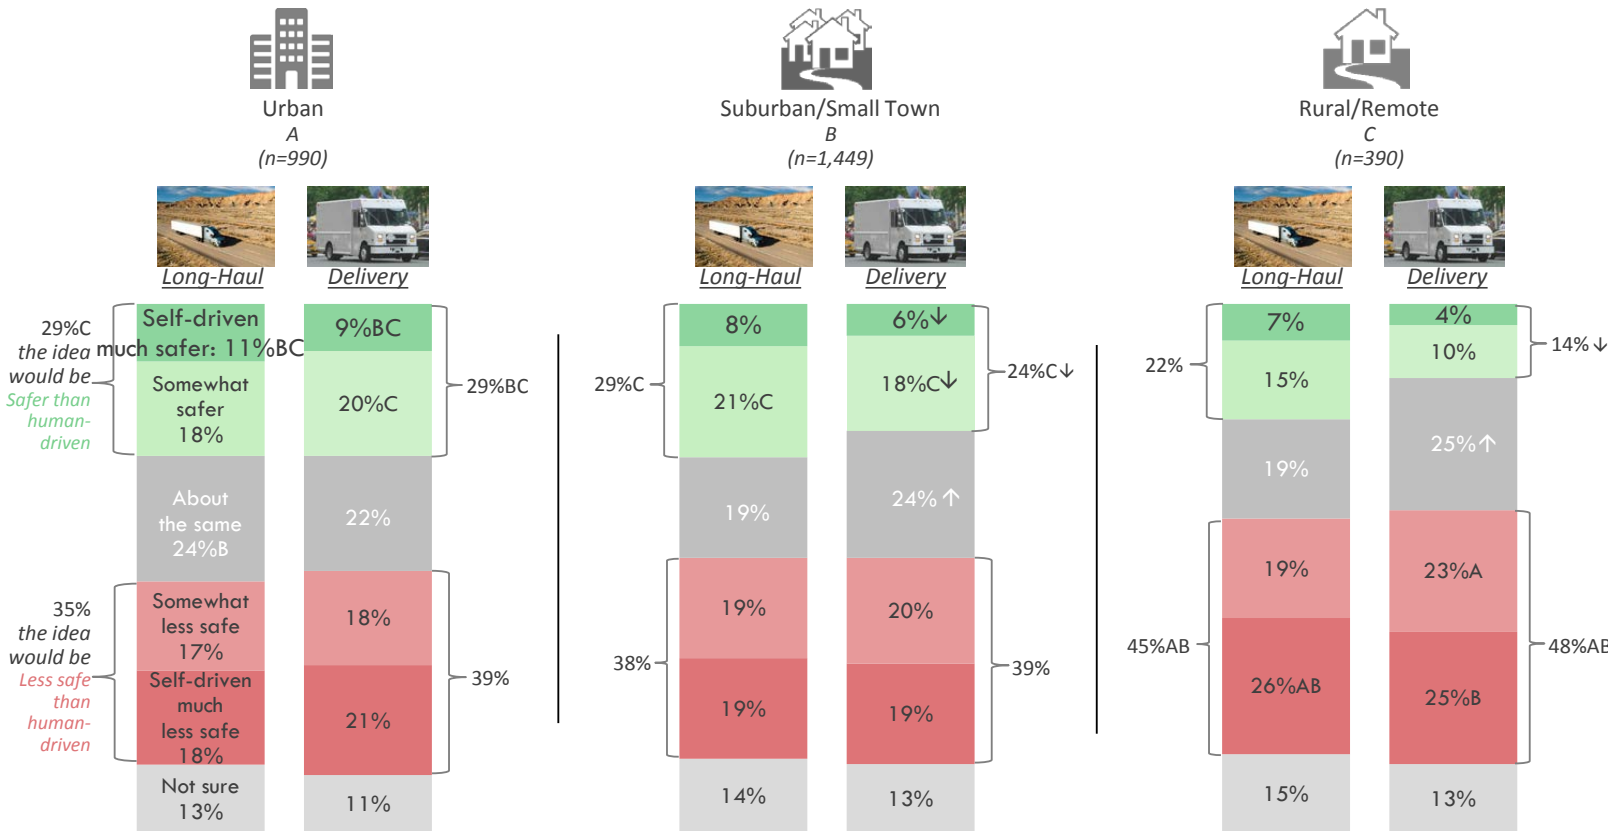 Urban
A
(n=990)
Suburban/Small Town
B
(n=1,449)
Rural/Remote
C
(n=390)
Long-Haul
Delivery
Long-Haul
Delivery
Long-Haul
Delivery
29%C
the idea
would be
Safer than
human-
driven
Self-driven
much safer: 11%BC
Somewhat
safer
18%
About
the same
24%B
35%
the idea
would be
Less safe
than
human-
driven
Somewhat
less safe
17%
Self-driven
much
less safe
18%
Not sure
13%
9%BC
20%C
22%
18%
21%
11%
29%BC
39%
29%C
38%
8%
21%C
19%
19%
19%
14%
6%↓
18%C↓
24%↑
20%
19%
13%
24%C↓
39%
22%
45%AB
7%
15%
19%
19%
26%AB
15%
4%
10%
25%↑
23%A
25%B
13%
14%↓
48%AB